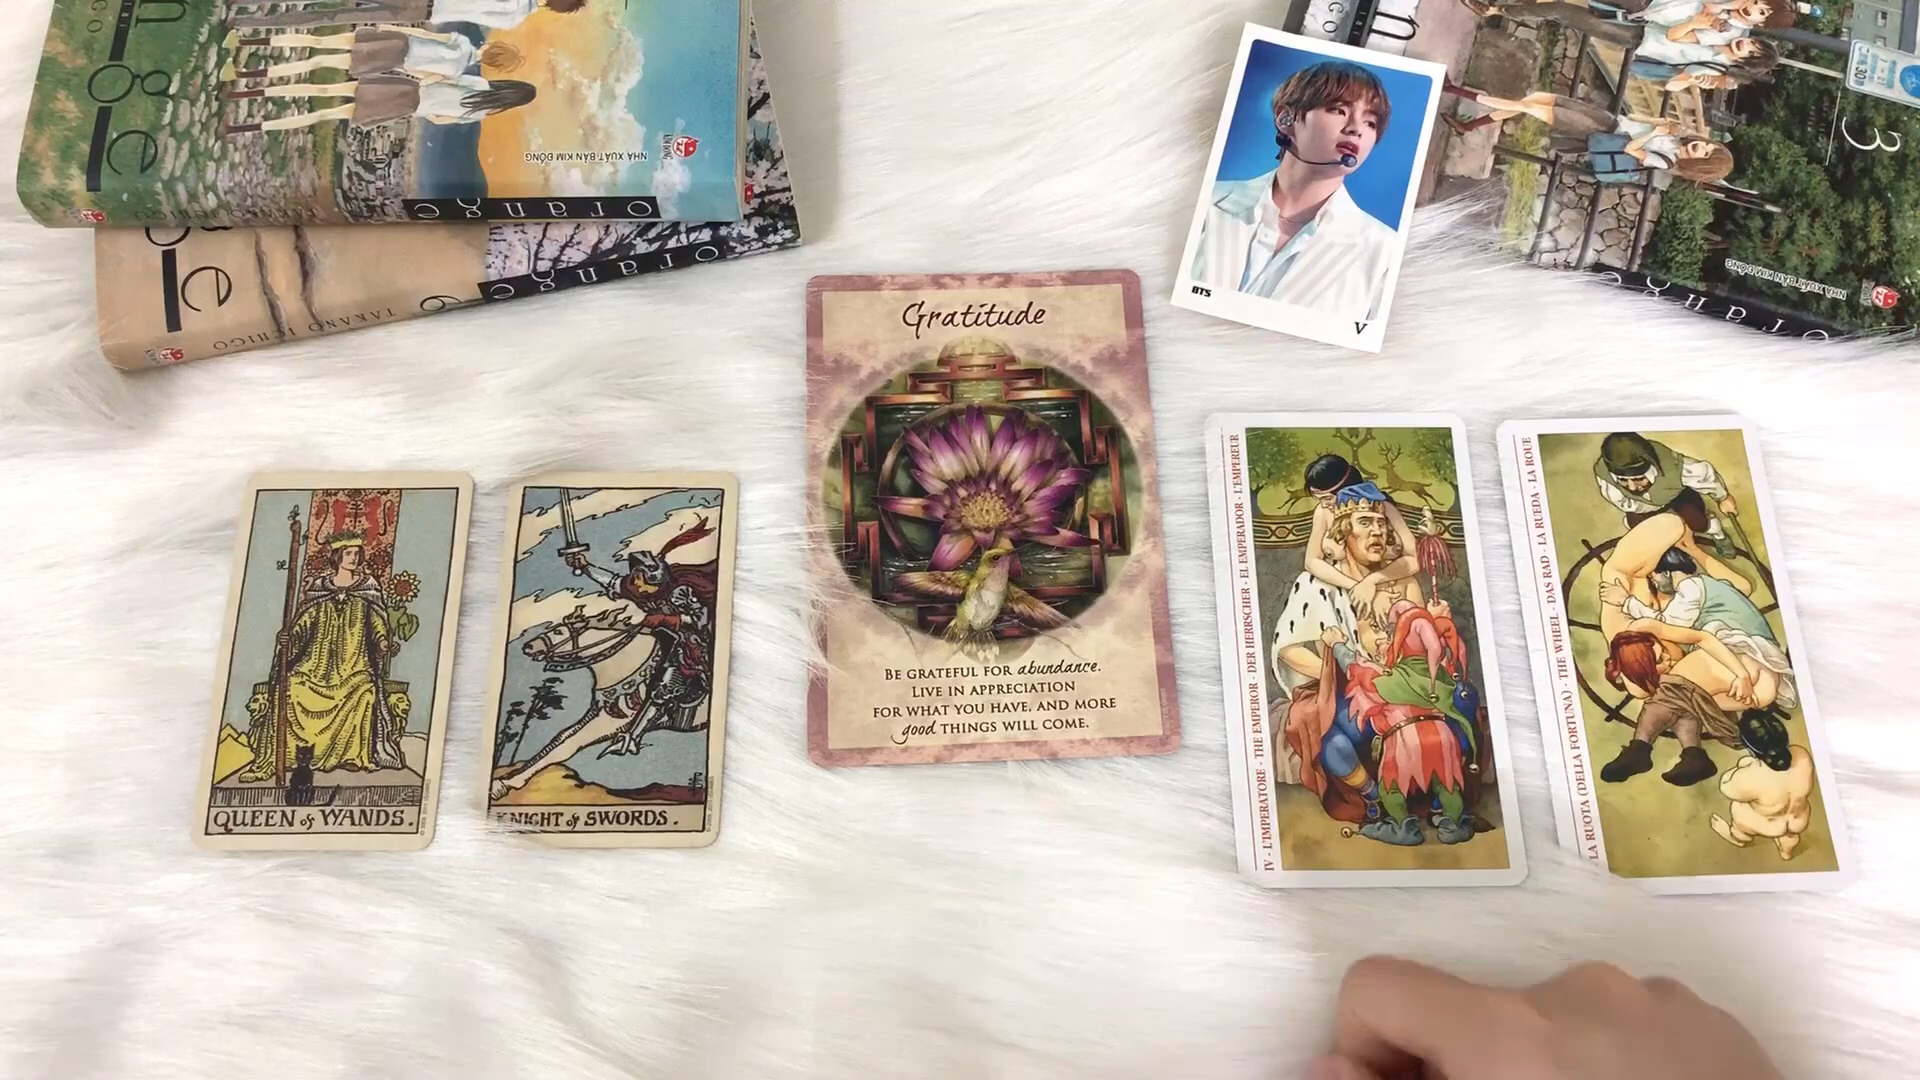 orange
NHÀ XUẤT BẢN KIM ĐỒNG
orange
TAKANO ICHIGO
6
BTS
V
3
NHÀ XUẤT BẢN KIM ĐỒNG
orange
Gratitude
BE GRATEFUL FOR abundance.
LIVE IN APPRECIATION
FOR WHAT YOU HAVE, AND MORE
good THINGS WILL COME.
QUEEN of WANDS.
KNIGHT of SWORDS.
IV - L'IMPERATORE - THE EMPEROR - DER HERRSCHER - EL EMPERADOR - L'EMPEREUR
LA RUOTA (DELLA FORTUNA) - THE WHEEL - DAS RAD - LA RUEDA - LA ROUE